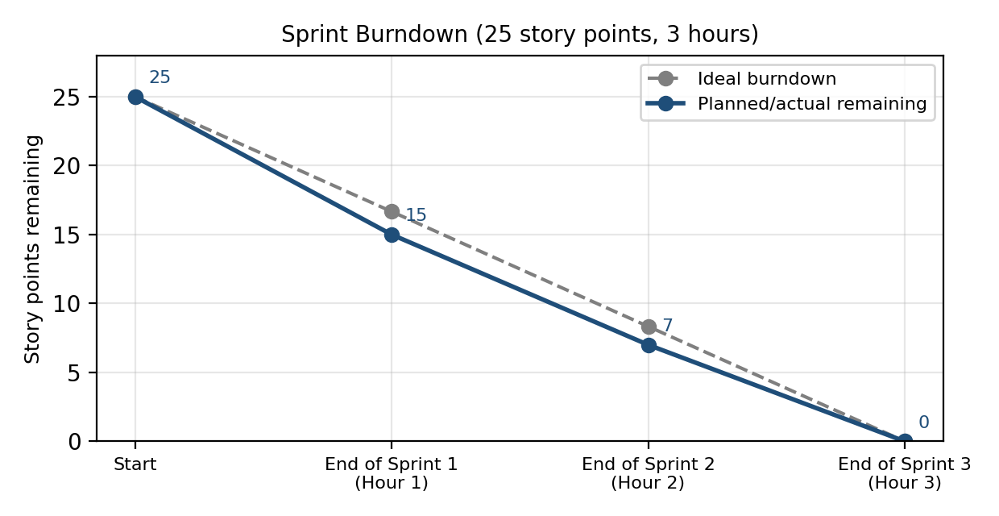 Sprint Burndown (25 story points, 3 hours)
Ideal burndown
Planned/actual remaining
Story points remaining
25
20
15
10
5
0
25
15
7
0
Start
End of Sprint 1
(Hour 1)
End of Sprint 2
(Hour 2)
End of Sprint 3
(Hour 3)